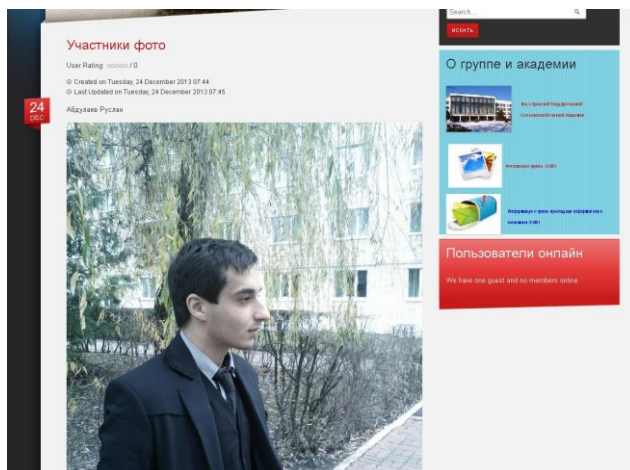 Search...
ИСКАТЬ
Участники фото
User Rating: / 0
Created on Tuesday, 24 December 2013 07:44
Last Updated on Tuesday, 24 December 2013 07:45
24
DEC
Абдулаев Руслан
О группе и академии
Пользователи онлайн
We have one guest and no members online